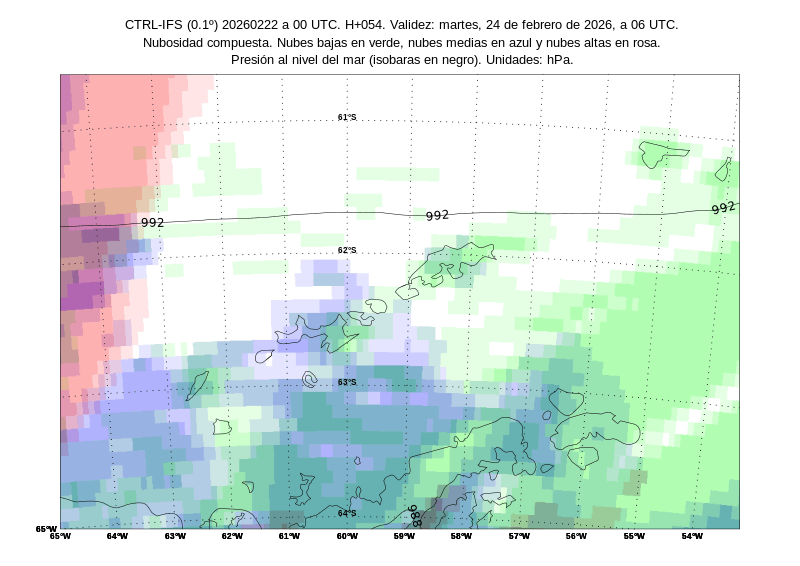 CTRL-IFS (0.1º) 20260222 a 00 UTC. H+054. Validez: martes, 24 de febrero de 2026, a 06 UTC.
Nubosidad compuesta. Nubes bajas en verde, nubes medias en azul y nubes altas en rosa.
Presión al nivel del mar (isobaras en negro). Unidades: hPa.
61°S
992
992
992
62°S
63°S
64°S
988
65°W
65°W 64°W 63°W 62°W 61°W 60°W 59°W 58°W 57°W 56°W 55°W 54°W